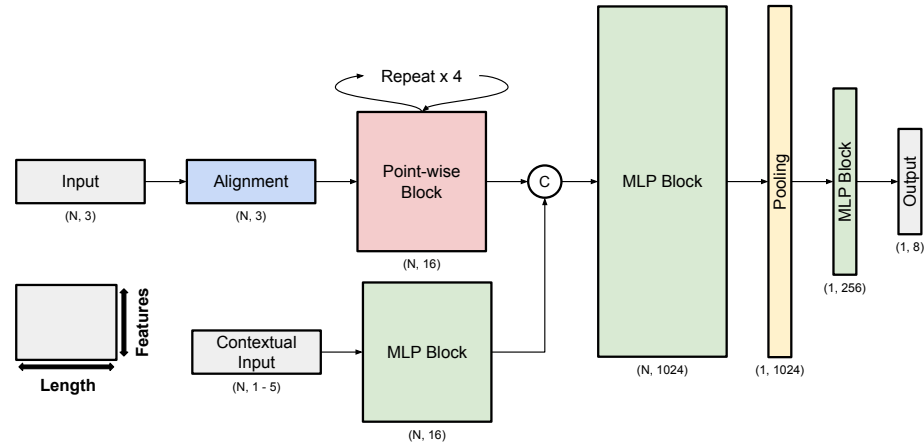 Repeat x 4
Input
(N, 3)
Alignment
(N, 3)
Point-wise
Block
(N, 16)
C
MLP Block
(N, 1024)
Pooling
(1, 1024)
MLP Block
(1, 256)
Output
(1, 8)
Features
Length
Contextual
Input
(N, 1 - 5)
MLP Block
(N, 16)